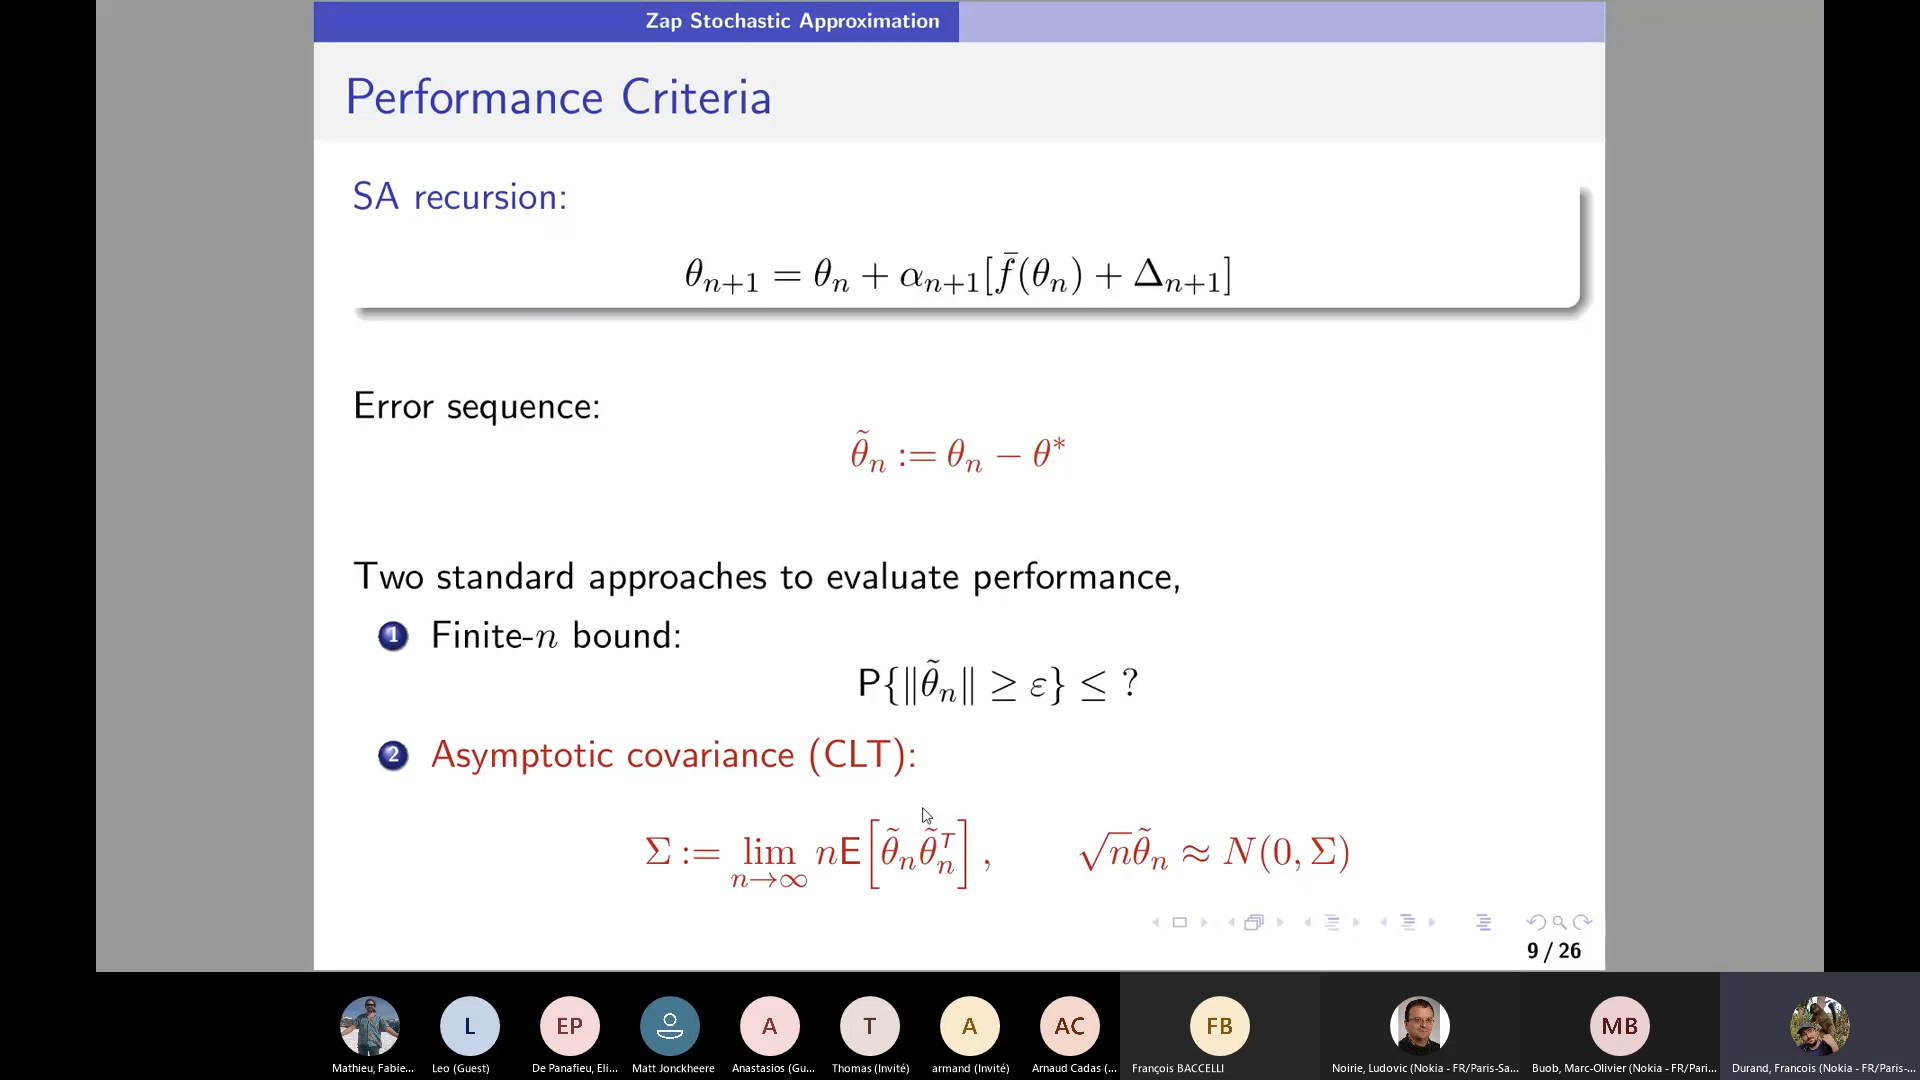 Zap Stochastic Approximation
Performance Criteria
SA recursion:
θ_{n+1} = θ_n + α_{n+1}[f̄(θ_n) + Δ_{n+1}]
Error sequence:
θ̃_n := θ_n − θ*
Two standard approaches to evaluate performance,
1 Finite-n bound:
P{‖θ̃_n‖ ≥ ε} ≤ ?
2 Asymptotic covariance (CLT):
Σ := lim_{n→∞} nE[θ̃_n θ̃_n^T], √n θ̃_n ≈ N(0, Σ)
9 / 26
L EP A T A AC FB MB
Mathieu, Fabie... Leo (Guest) De Panafieu, Eli... Matt Jonckheere Anastasios (Gu... Thomas (Invité) armand (Invité) Arnaud Cadas (... François BACCELLI Noirie, Ludovic (Nokia - FR/Paris-Sa... Buob, Marc-Olivier (Nokia - FR/Pari... Durand, Francois (Nokia - FR/Paris-...